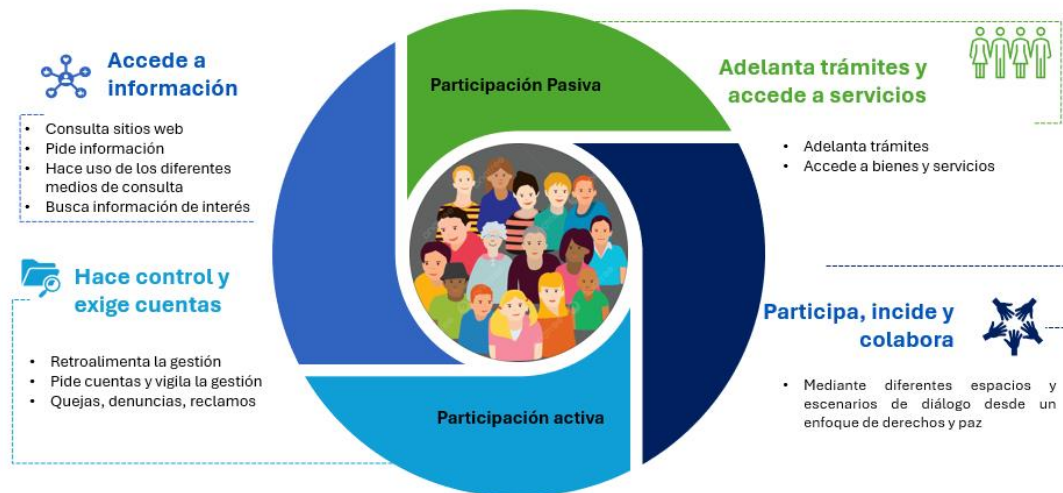 Accede a
información
• Consulta sitios web
• Pide información
• Hace uso de los diferentes
medios de consulta
• Busca información de interés
Participación Pasiva
Adelanta trámites y
accede a servicios
• Adelanta trámites
• Accede a bienes y servicios
Hace control y
exige cuentas
• Retroalimenta la gestión
• Pide cuentas y vigila la gestión
• Quejas, denuncias, reclamos
Participación activa
Participa, incide y
colabora
• Mediante diferentes espacios y
escenarios de diálogo desde un
enfoque de derechos y paz